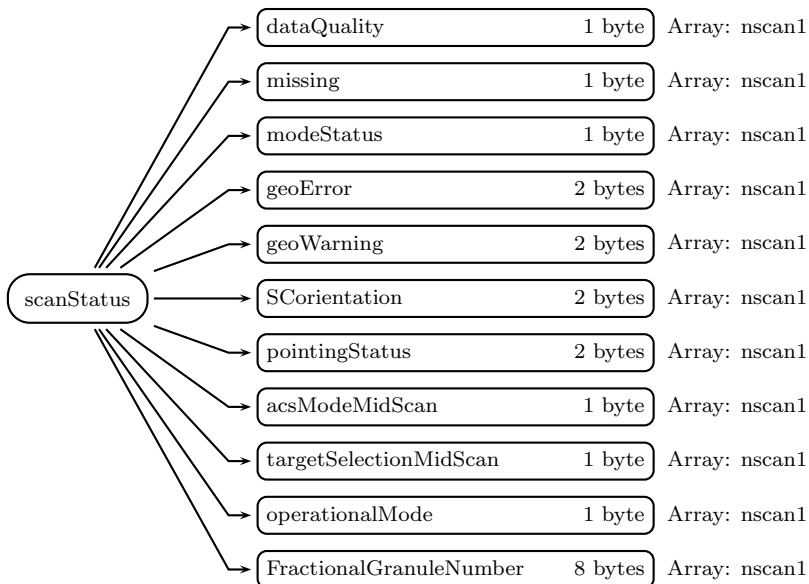 dataQuality 1 byte Array: nscan1
missing 1 byte Array: nscan1
modeStatus 1 byte Array: nscan1
geoError 2 bytes Array: nscan1
geoWarning 2 bytes Array: nscan1
scanStatus
SCorientation 2 bytes Array: nscan1
pointingStatus 2 bytes Array: nscan1
acsModeMidScan 1 byte Array: nscan1
targetSelectionMidScan 1 byte Array: nscan1
operationalMode 1 byte Array: nscan1
FractionalGranuleNumber 8 bytes Array: nscan1